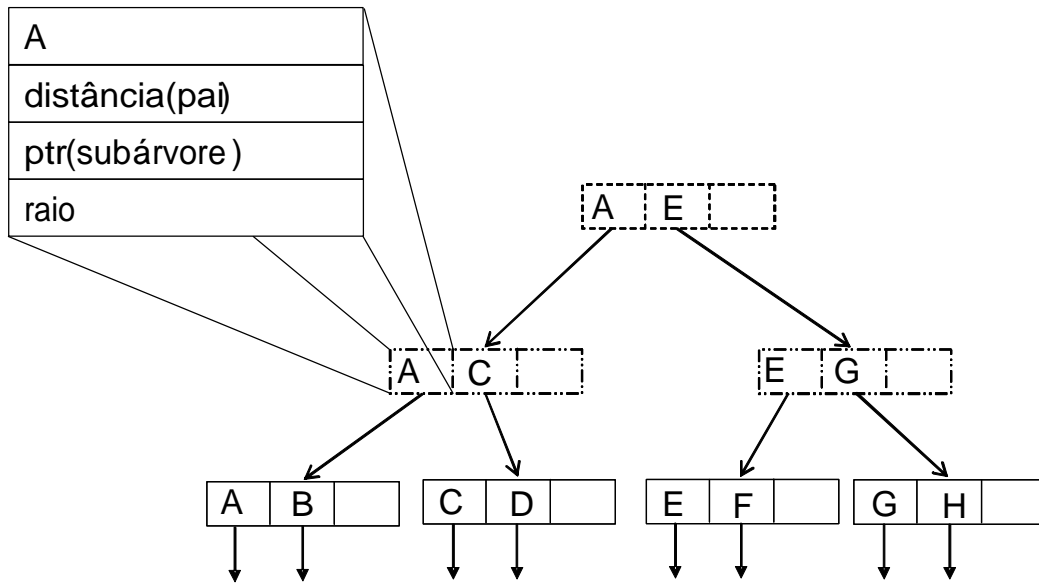 A
distância(pai)
ptr(subárvore)
raio
A E
A C
E G
A B
C D
E F
G H